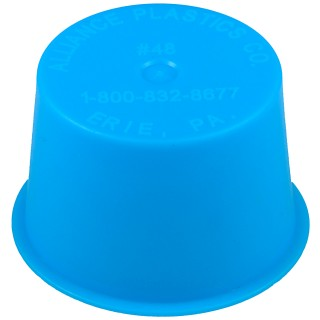 ALLIANCE PLASTICS CO.
#48
1-800-832-8677
ERIE, PA.